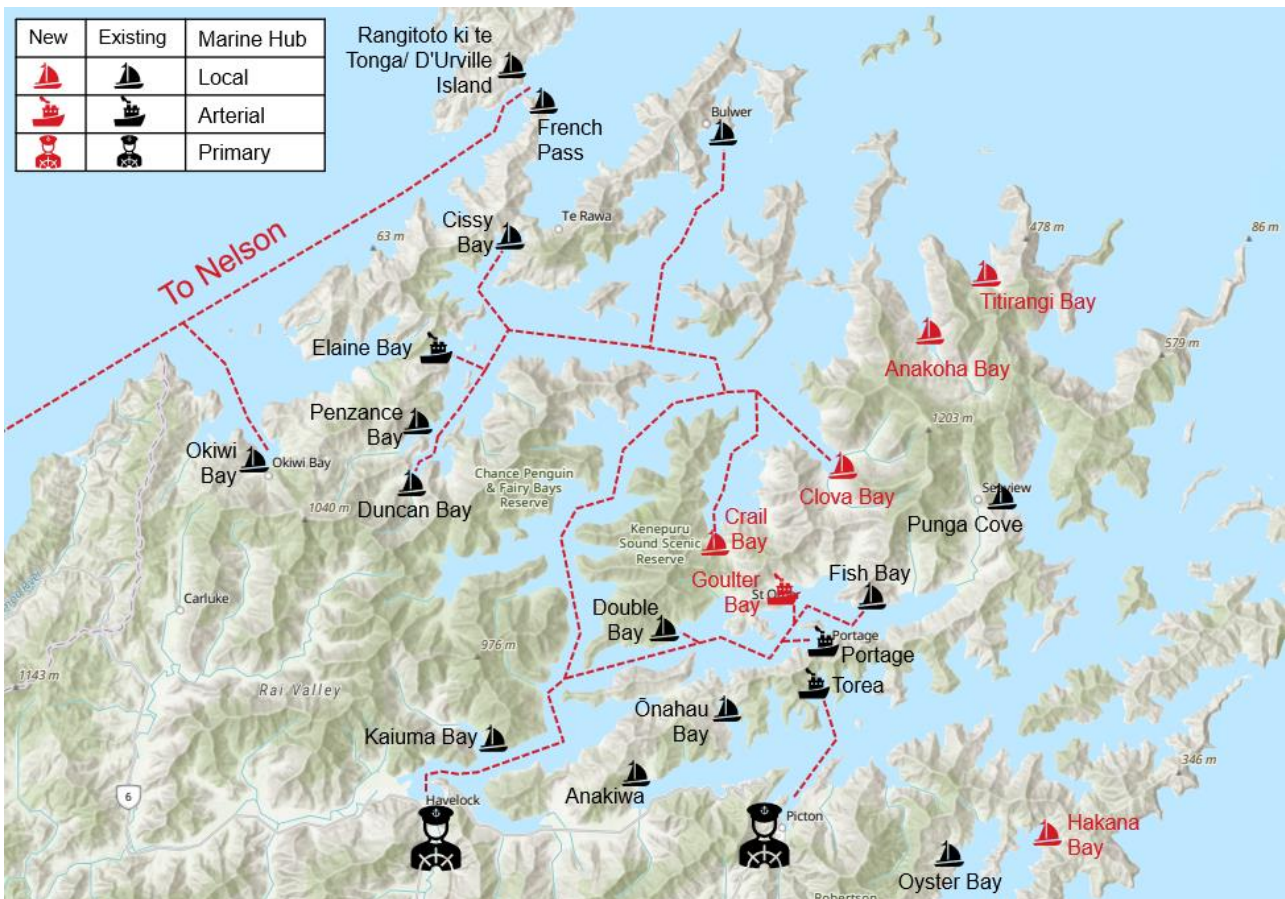 New Existing Marine Hub
Local
Arterial
Primary
Rangitoto ki te
Tonga/ D'Urville
Island
French
Pass
Bulwer
Cissy
Bay
Te Rawa
63 m
478 m
86 m
To Nelson
Titirangi Bay
Elaine Bay
Anakoha Bay
579 m
Penzance
Bay
1203 m
Okiwi
Bay
Okiwi Bay
Duncan Bay
Chance Penguin
& Fairy Bays
Reserve
Clova Bay
Punga Cove
1040 m
Kenepuru
Sound Scenic
Reserve
Crail
Bay
Goulter
Bay
Fish Bay
Carluke
Double
Bay
Portage
Portage
976 m
1143 m
Rai Valley
Torea
Ōnahau
Bay
Kaiuma Bay
346 m
Anakiwa
6
Havelock
Picton
Hakana
Bay
Oyster Bay